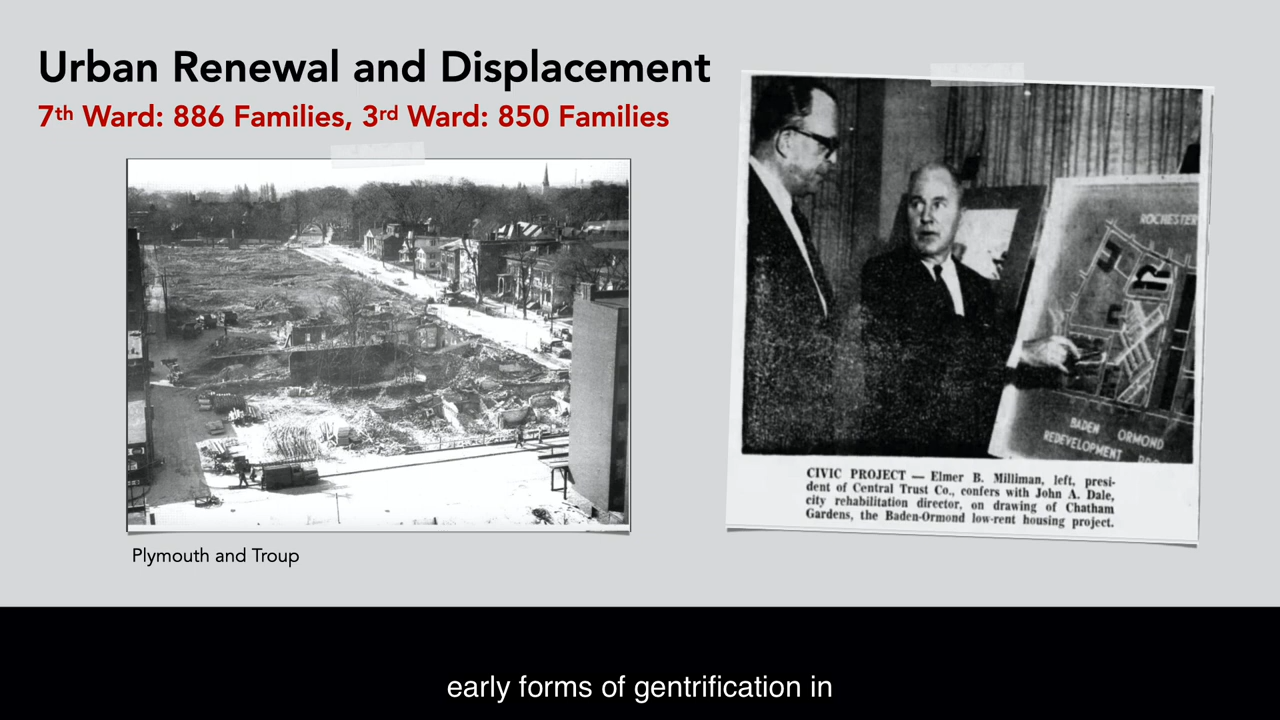 Urban Renewal and Displacement
7th Ward: 886 Families, 3rd Ward: 850 Families
ROCHESTER
BADEN ORMOND
REDEVELOPMENT
CIVIC PROJECT — Elmer B. Milliman, left, presi-
dent of Central Trust Co., confers with John A. Dale,
city rehabilitation director, on drawing of Chatham
Gardens, the Baden-Ormond low-rent housing project.
Plymouth and Troup
early forms of gentrification in